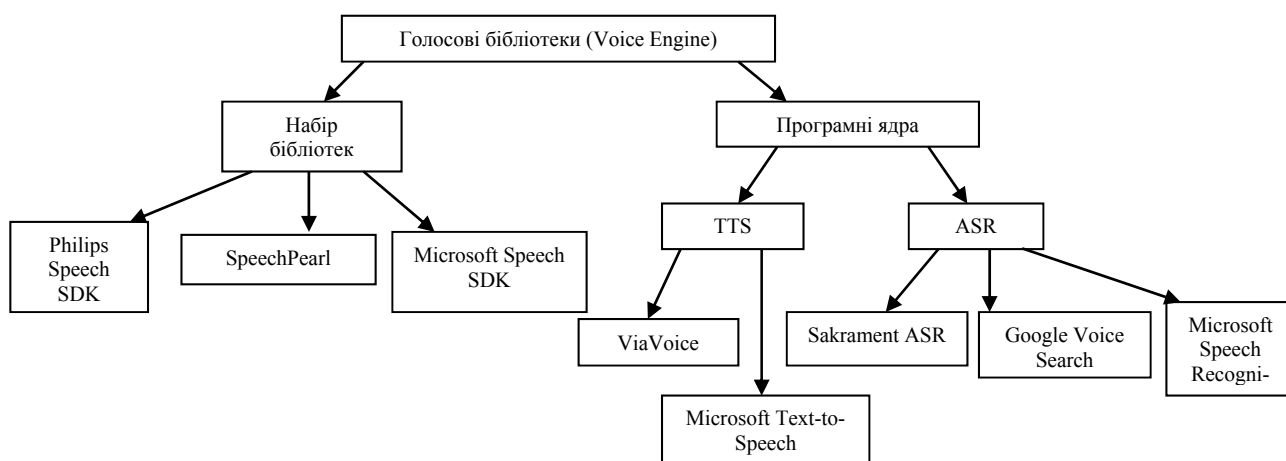 Голосові бібліотеки (Voice Engine)
Набір
бібліотек
Програмні ядра
Philips
Speech
SDK
SpeechPearl
Microsoft Speech
SDK
TTS
ASR
ViaVoice
Microsoft Text-to-
Speech
Sakrament ASR
Google Voice
Search
Microsoft
Speech
Recogni-